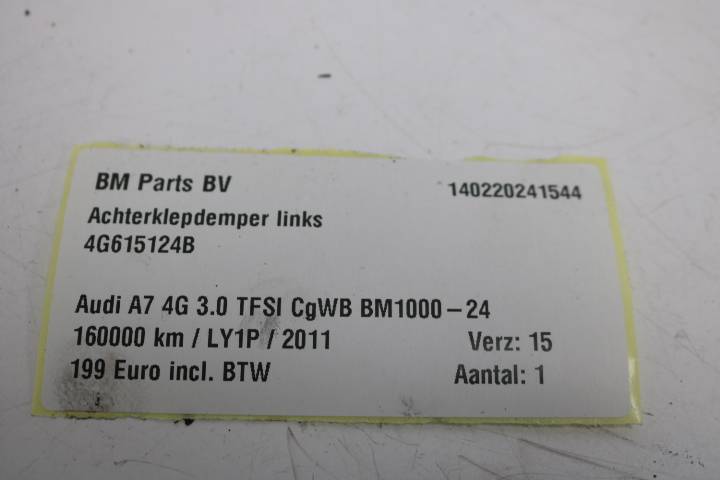 BM Parts BV 140220241544
Achterklepdemper links
4G615124B
Audi A7 4G 3.0 TFSI CgWB BM1000-24
160000 km / LY1P / 2011 Verz: 15
199 Euro incl. BTW Aantal: 1